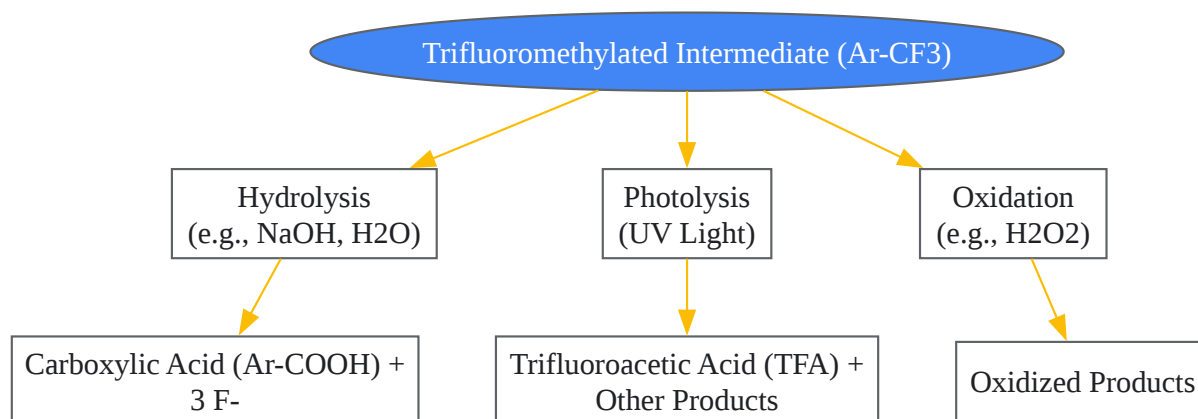 Trifluoromethylated Intermediate (Ar-CF3)
Hydrolysis
(e.g., NaOH, H2O)
Photolysis
(UV Light)
Oxidation
(e.g., H2O2)
Carboxylic Acid (Ar-COOH) +
3 F-
Trifluoroacetic Acid (TFA) +
Other Products
Oxidized Products